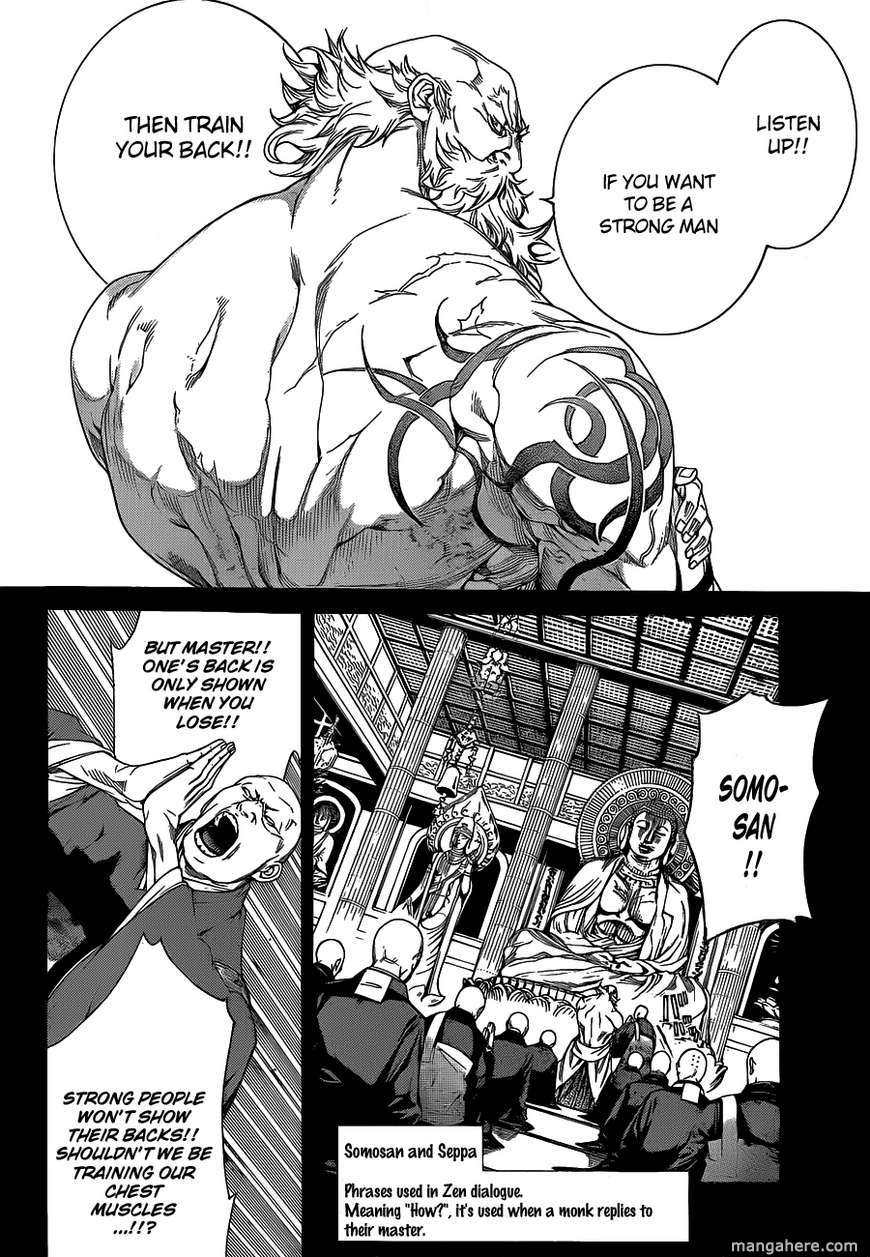 LISTEN
UP!!
IF YOU WANT
TO BE A
STRONG MAN
THEN TRAIN
YOUR BACK!!
SOMO-
SAN
!!
Somosan and Seppa
Phrases used in Zen dialogue.
Meaning "How?", it's used when a monk replies to
their master.
BUT MASTER!!
ONE'S BACK IS
ONLY SHOWN
WHEN YOU
LOSE!!
STRONG PEOPLE
WON'T SHOW
THEIR BACKS!!
SHOULDN'T WE BE
TRAINING OUR
CHEST
MUSCLES
...!!?
mangahere.com